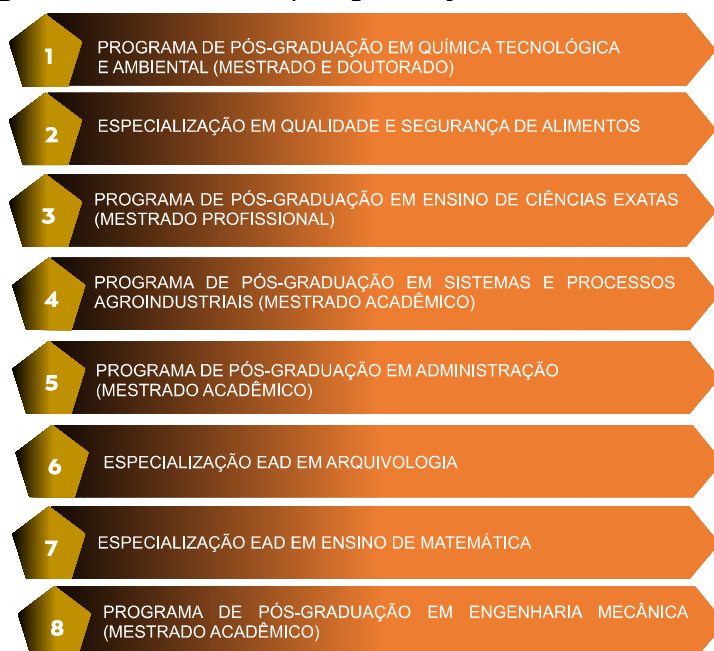 1 PROGRAMA DE PÓS-GRADUAÇÃO EM QUÍMICA TECNOLÓGICA
E AMBIENTAL (MESTRADO E DOUTORADO)
2 ESPECIALIZAÇÃO EM QUALIDADE E SEGURANÇA DE ALIMENTOS
3 PROGRAMA DE PÓS-GRADUAÇÃO EM ENSINO DE CIÊNCIAS EXATAS
(MESTRADO PROFISSIONAL)
4 PROGRAMA DE PÓS-GRADUAÇÃO EM SISTEMAS E PROCESSOS
AGROINDUSTRIAIS (MESTRADO ACADÊMICO)
5 PROGRAMA DE PÓS-GRADUAÇÃO EM ADMINISTRAÇÃO
(MESTRADO ACADÊMICO)
6 ESPECIALIZAÇÃO EAD EM ARQUIVOLOGIA
7 ESPECIALIZAÇÃO EAD EM ENSINO DE MATEMÁTICA
8 PROGRAMA DE PÓS-GRADUAÇÃO EM ENGENHARIA MECÂNICA
(MESTRADO ACADÊMICO)